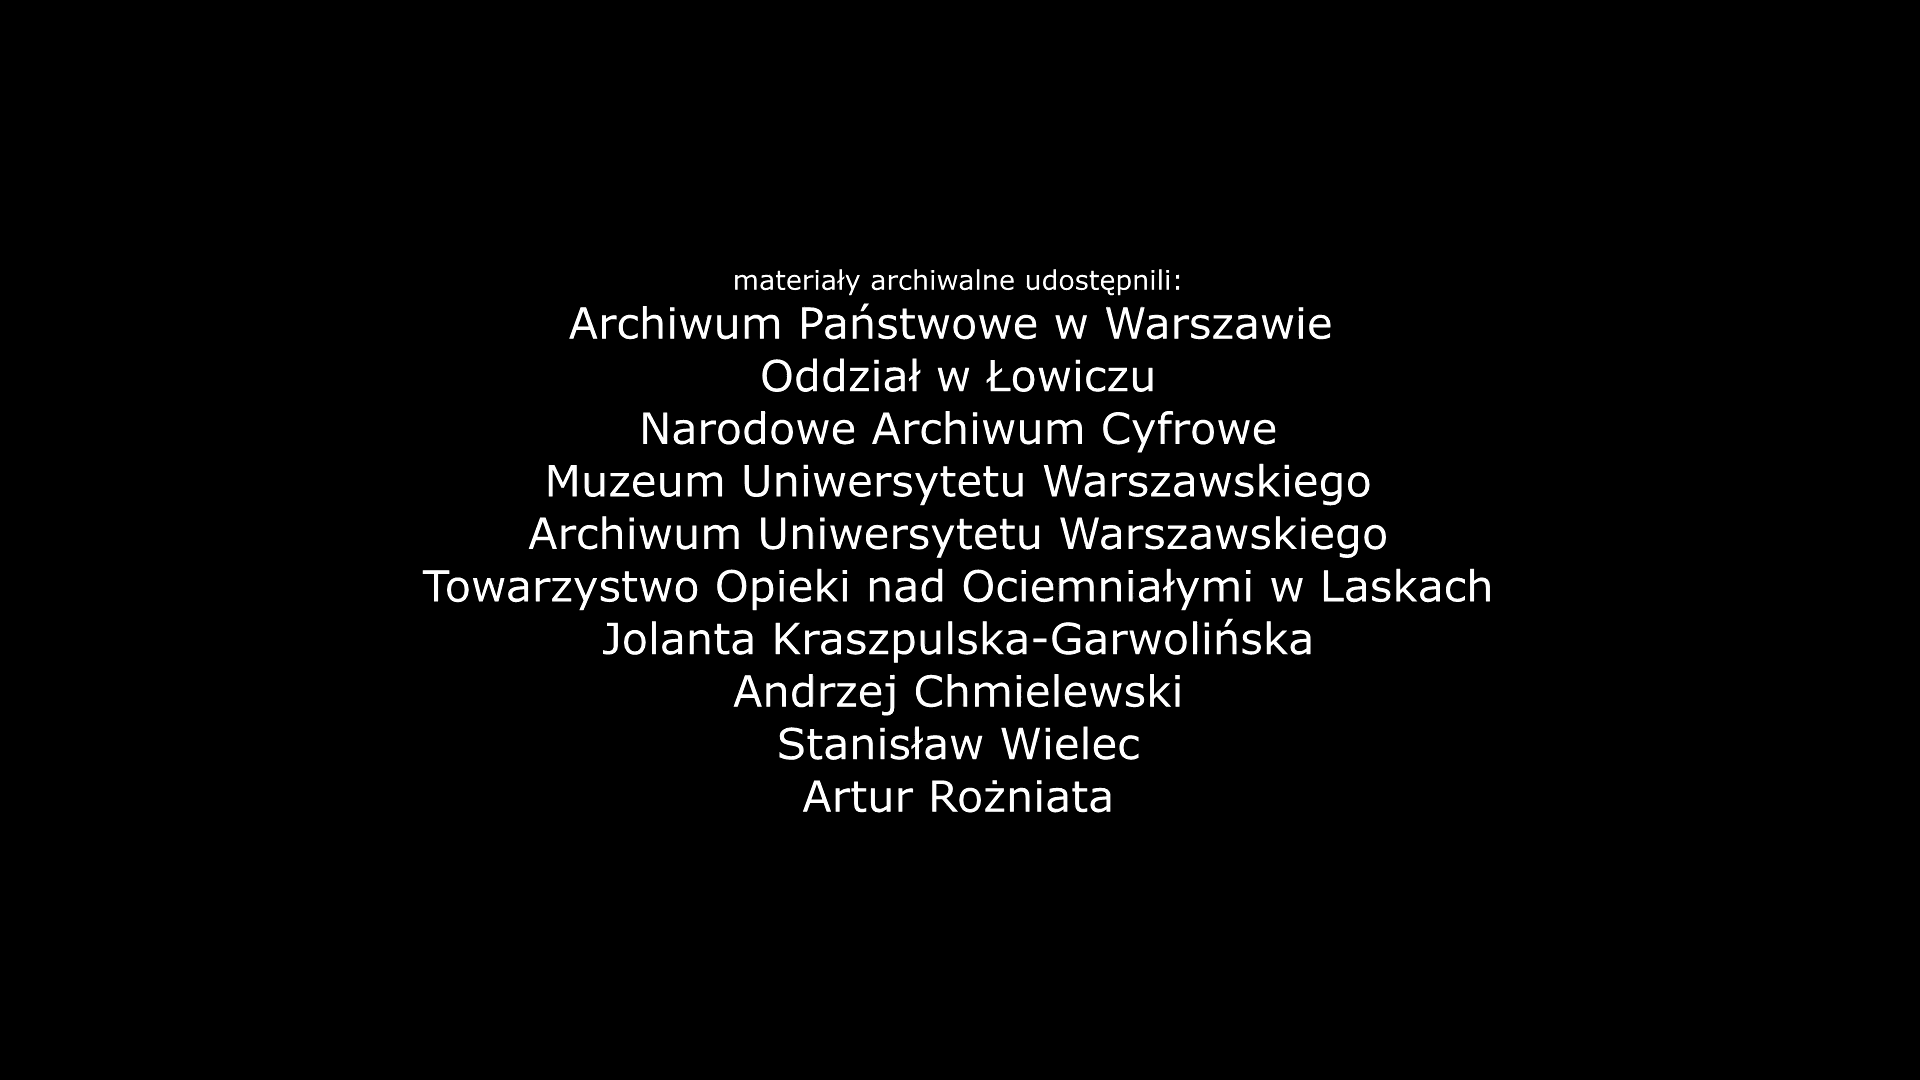 materiały archiwalne udostępnili:
Archiwum Państwowe w Warszawie
Oddział w Łowiczu
Narodowe Archiwum Cyfrowe
Muzeum Uniwersytetu Warszawskiego
Archiwum Uniwersytetu Warszawskiego
Towarzystwo Opieki nad Ociemniałymi w Laskach
Jolanta Kraszpulska-Garwolińska
Andrzej Chmielewski
Stanisław Wielec
Artur Rożniata